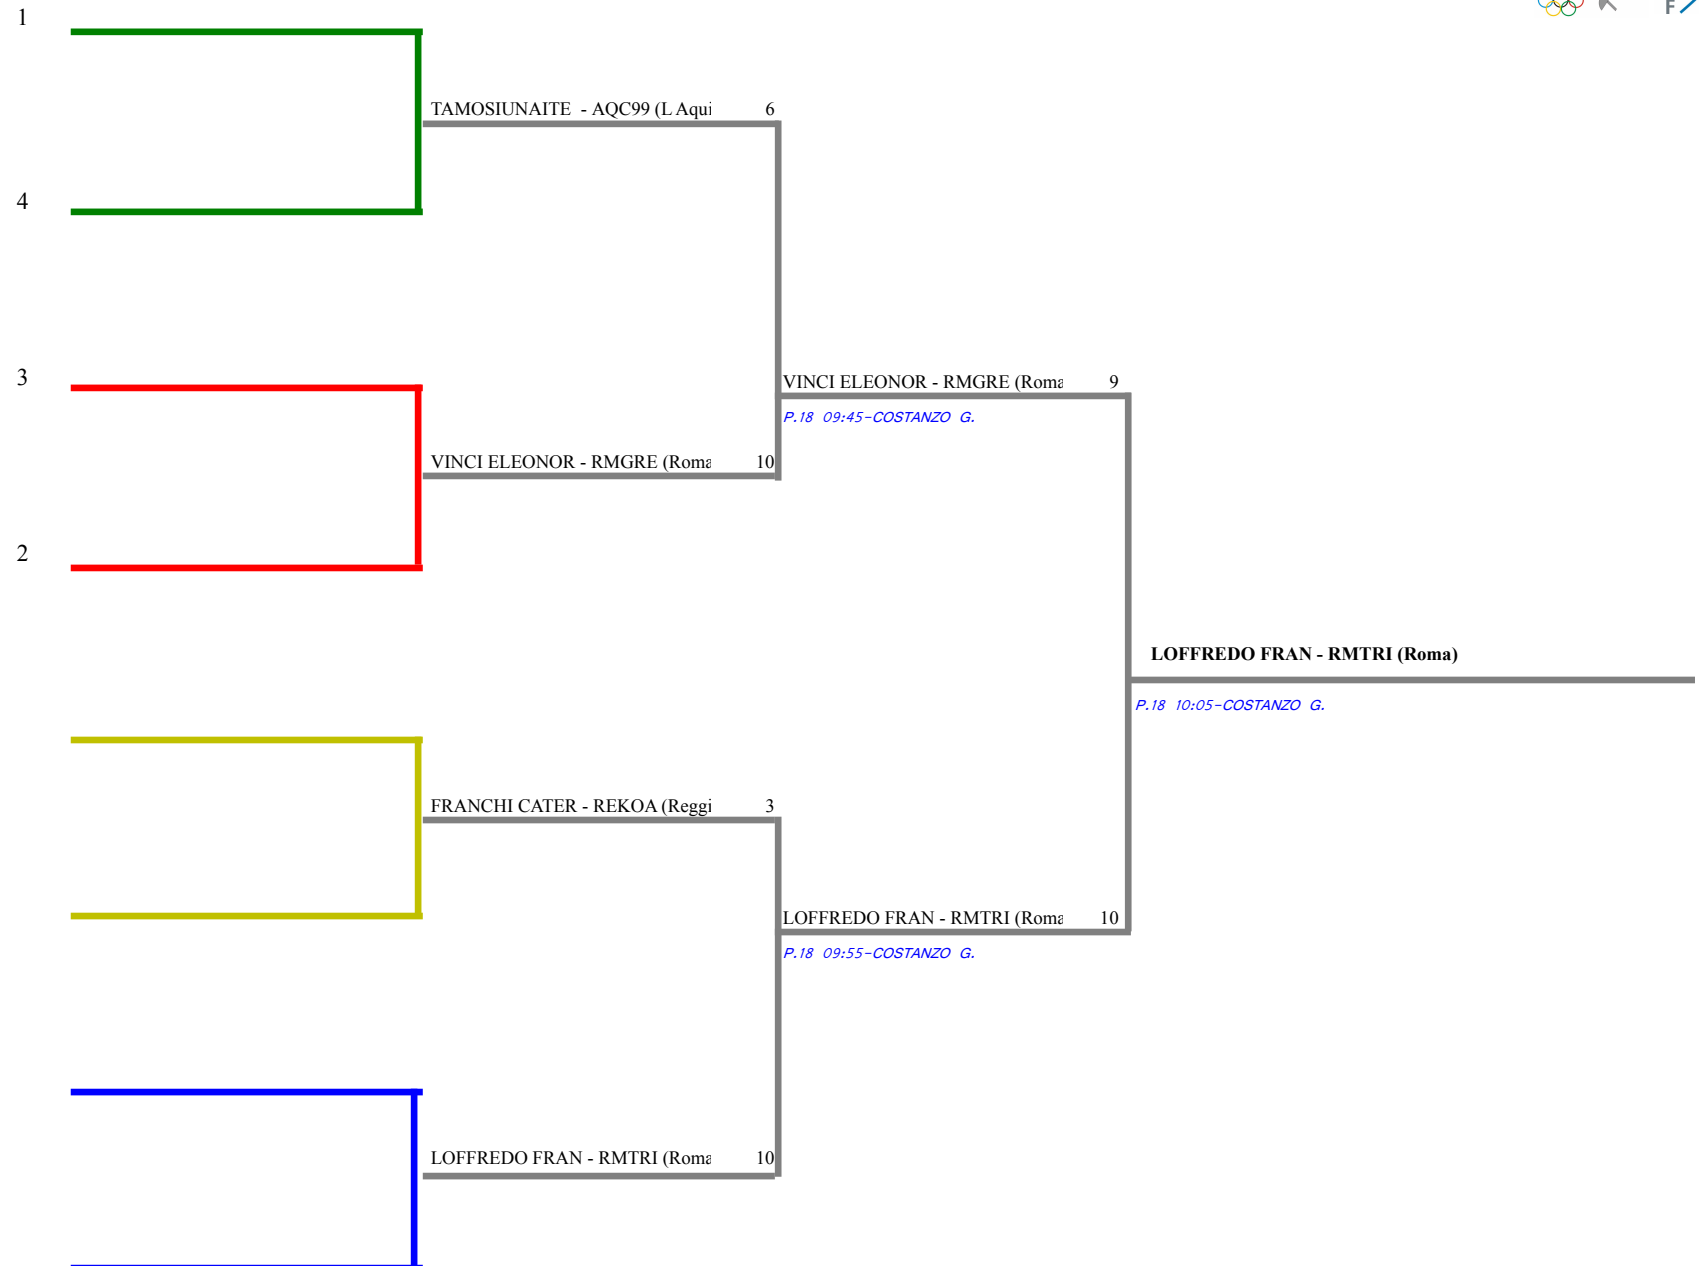 1
TAMOSIUNAITE - AQC99 (L Aqui 6
4
3
VINCI ELEONOR - RMGRE (Roma 9
P.18 09:45-COSTANZO G.
VINCI ELEONOR - RMGRE (Roma 10
2
LOFFREDO FRAN - RMTRI (Roma)
P.18 10:05-COSTANZO G.
FRANCHI CATER - REKOA (Reggi 3
LOFFREDO FRAN - RMTRI (Roma 10
P.18 09:55-COSTANZO G.
LOFFREDO FRAN - RMTRI (Roma 10